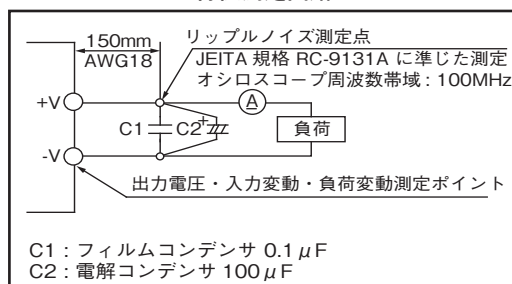 150mm
AWG18
リップルノイズ測定点
JEITA 規格 RC-9131A に準じた測定
オシロスコープ周波数帯域 : 100MHz
+V
-V
C1
C2
+
A
負荷
出力電圧・入力変動・負荷変動測定ポイント
C1 : フィルムコンデンサ 0.1μF
C2 : 電解コンデンサ 100μF